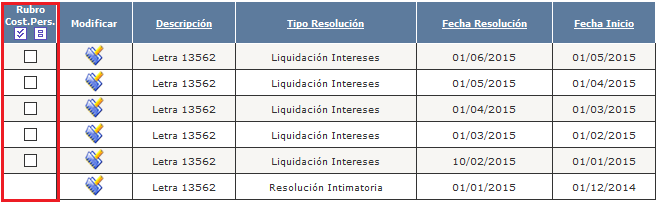 Rubro
Cost.Pers. Modificar Descripción Tipo Resolución Fecha Resolución Fecha Inicio
Letra 13562 Liquidación Intereses 01/06/2015 01/05/2015
Letra 13562 Liquidación Intereses 01/05/2015 01/04/2015
Letra 13562 Liquidación Intereses 01/04/2015 01/03/2015
Letra 13562 Liquidación Intereses 01/03/2015 01/02/2015
Letra 13562 Liquidación Intereses 10/02/2015 01/01/2015
Letra 13562 Resolución Intimatoria 01/01/2015 01/12/2014